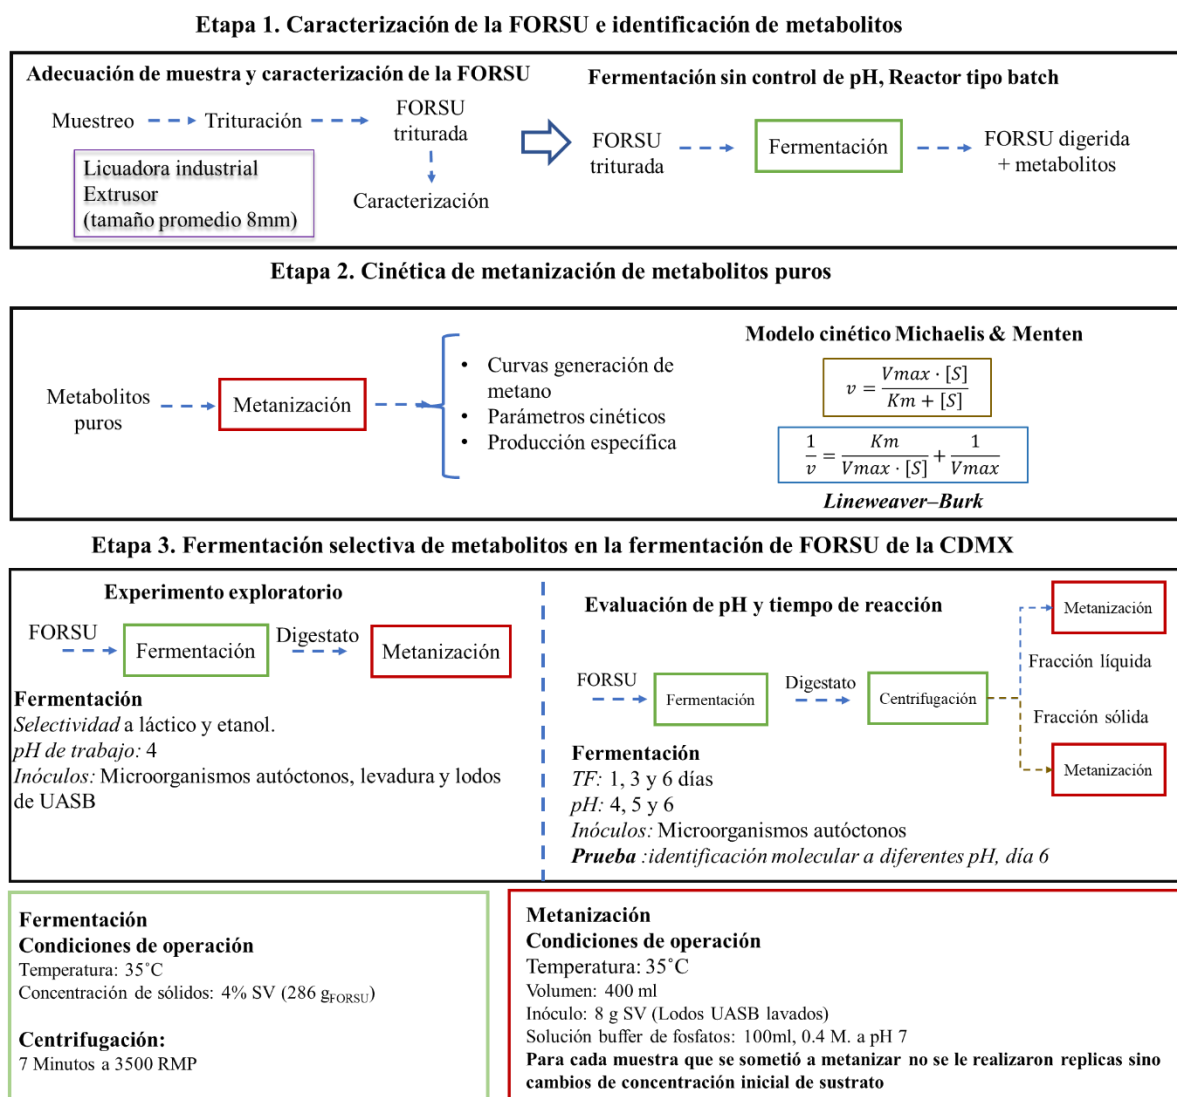 Etapa 1. Caracterización de la FORSU e identificación de metabolitos
Adecuación de muestra y caracterización de la FORSU
Muestreo
Trituración
FORSU
triturada
Licuadora industrial
Extrusor
(tamaño promedio 8mm)
Caracterización
Fermentación sin control de pH, Reactor tipo batch
FORSU
triturada
Fermentación
FORSU digerida
+ metabolitos
Etapa 2. Cinética de metanización de metabolitos puros
Metabolitos
puros
Metanización
• Curvas generación de
metano
• Parámetros cinéticos
• Producción específica
Modelo cinético Michaelis & Menten
v = Vmax · [S] / Km + [S]
1/v = Km / Vmax · [S] + 1 / Vmax
Lineweaver–Burk
Etapa 3. Fermentación selectiva de metabolitos en la fermentación de FORSU de la CDMX
Experimento exploratorio
FORSU
Fermentación
Digestato
Metanización
Fermentación
Selectividad a láctico y etanol.
pH de trabajo: 4
Inóculos: Microorganismos autóctonos, levadura y lodos
de UASB
Evaluación de pH y tiempo de reacción
FORSU
Fermentación
Digestato
Centrifugación
Metanización
Fracción líquida
Fracción sólida
Metanización
Fermentación
TF: 1, 3 y 6 días
pH: 4, 5 y 6
Inóculos: Microorganismos autóctonos
Prueba :identificación molecular a diferentes pH, día 6
Fermentación
Condiciones de operación
Temperatura: 35˚C
Concentración de sólidos: 4% SV (286 gFORSU)
Centrifugación:
7 Minutos a 3500 RMP
Metanización
Condiciones de operación
Temperatura: 35˚C
Volumen: 400 ml
Inóculo: 8 g SV (Lodos UASB lavados)
Solución buffer de fosfatos: 100ml, 0.4 M. a pH 7
Para cada muestra que se sometió a metanizar no se le realizaron replicas sino
cambios de concentración inicial de sustrato